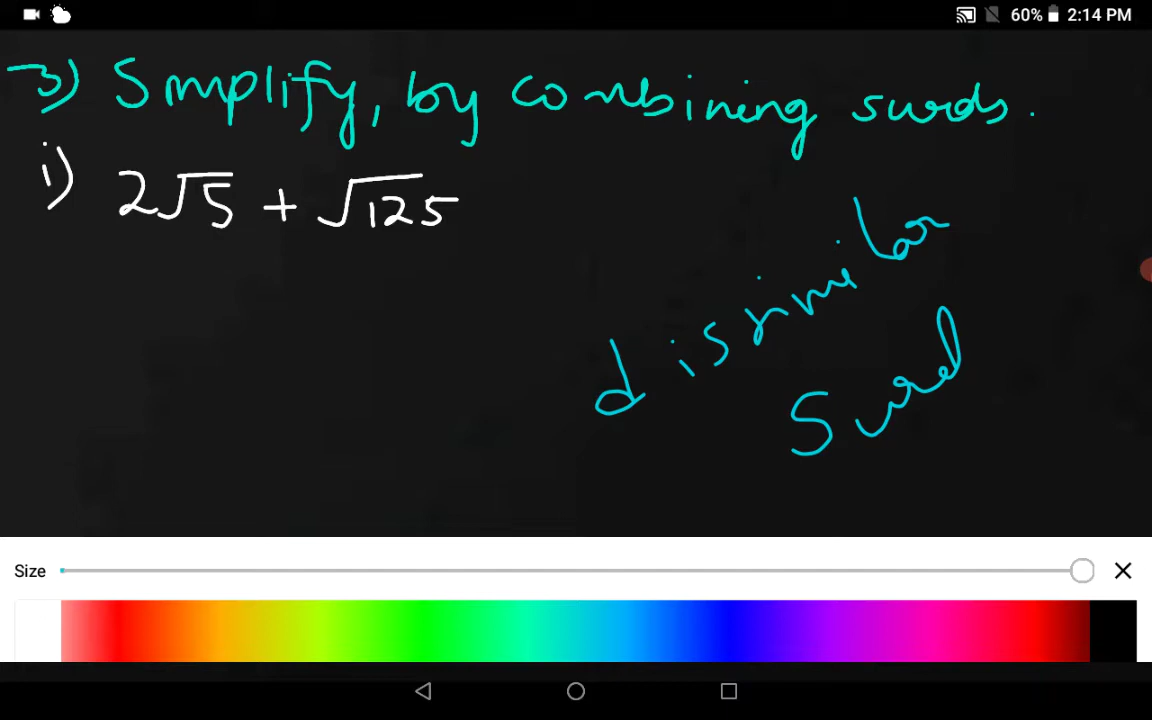 60% 2:14 PM
3) Simplify, by combining surds.
i) 2√5 + √125
dissimilar
Surd
Size